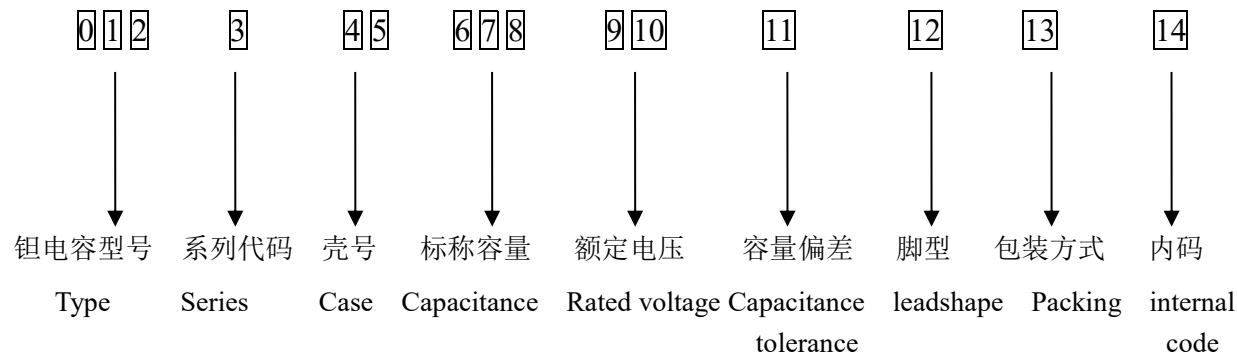 0 1 2 3 4 5 6 7 8 9 10 11 12 13 14
钽电容型号 系列代码 壳号 标称容量 额定电压 容量偏差 脚型 包装方式 内码
Type Series Case Capacitance Rated voltage Capacitance leadshape Packing internal
tolerance code